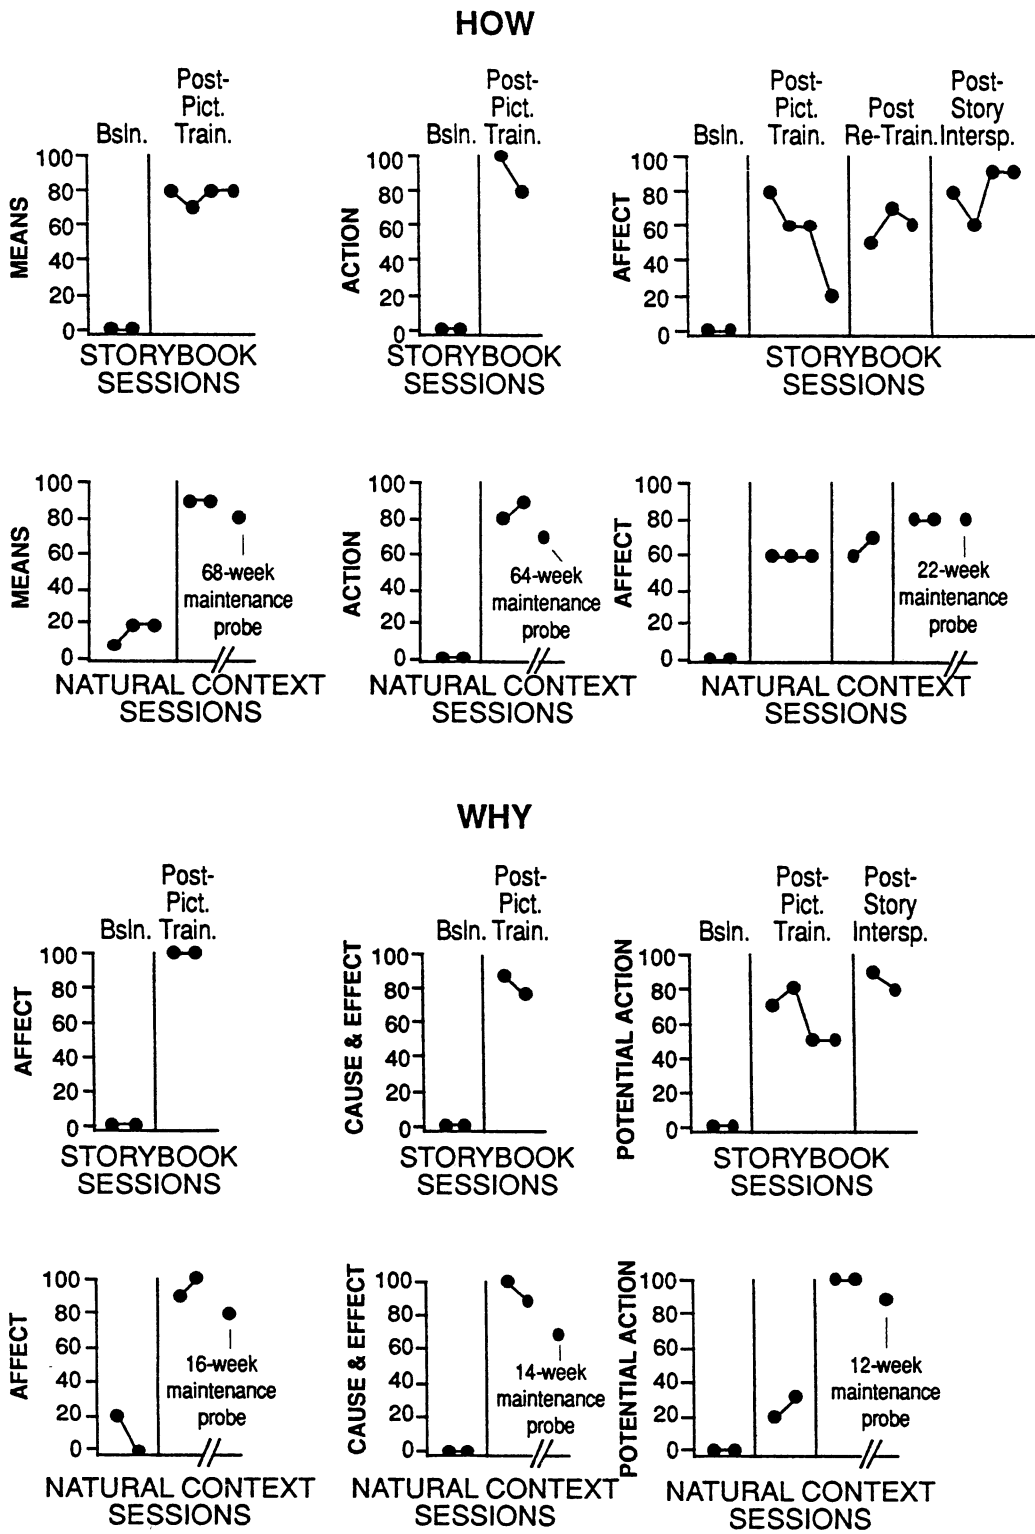 HOW
Post-
Pict.
Bsln. Train.
MEANS
100
80
60
40
20
0
STORYBOOK
SESSIONS
Post-
Pict.
Bsln. Train.
ACTION
100
80
60
40
20
0
STORYBOOK
SESSIONS
Post- Post-
Pict. Post Story
Bsln. Train. Re-Train. Intersp.
AFFECT
100
80
60
40
20
0
STORYBOOK
SESSIONS
MEANS
100
80
60
40
20
0
68-week
maintenance
probe
NATURAL CONTEXT
SESSIONS
ACTION
100
80
60
40
20
0
64-week
maintenance
probe
NATURAL CONTEXT
SESSIONS
AFFECT
100
80
60
40
20
0
22-week
maintenance
probe
NATURAL CONTEXT
SESSIONS
WHY
Post-
Pict.
Bsln. Train.
AFFECT
100
80
60
40
20
0
STORYBOOK
SESSIONS
Post-
Pict.
Bsln. Train.
CAUSE & EFFECT
100
80
60
40
20
0
STORYBOOK
SESSIONS
Post- Post-
Pict. Story
Bsln. Train. Intersp.
POTENTIAL ACTION
100
80
60
40
20
0
STORYBOOK
SESSIONS
AFFECT
100
80
60
40
20
0
16-week
maintenance
probe
NATURAL CONTEXT
SESSIONS
CAUSE & EFFECT
100
80
60
40
20
0
14-week
maintenance
probe
NATURAL CONTEXT
SESSIONS
POTENTIAL ACTION
100
80
60
40
20
0
12-week
maintenance
probe
NATURAL CONTEXT
SESSIONS